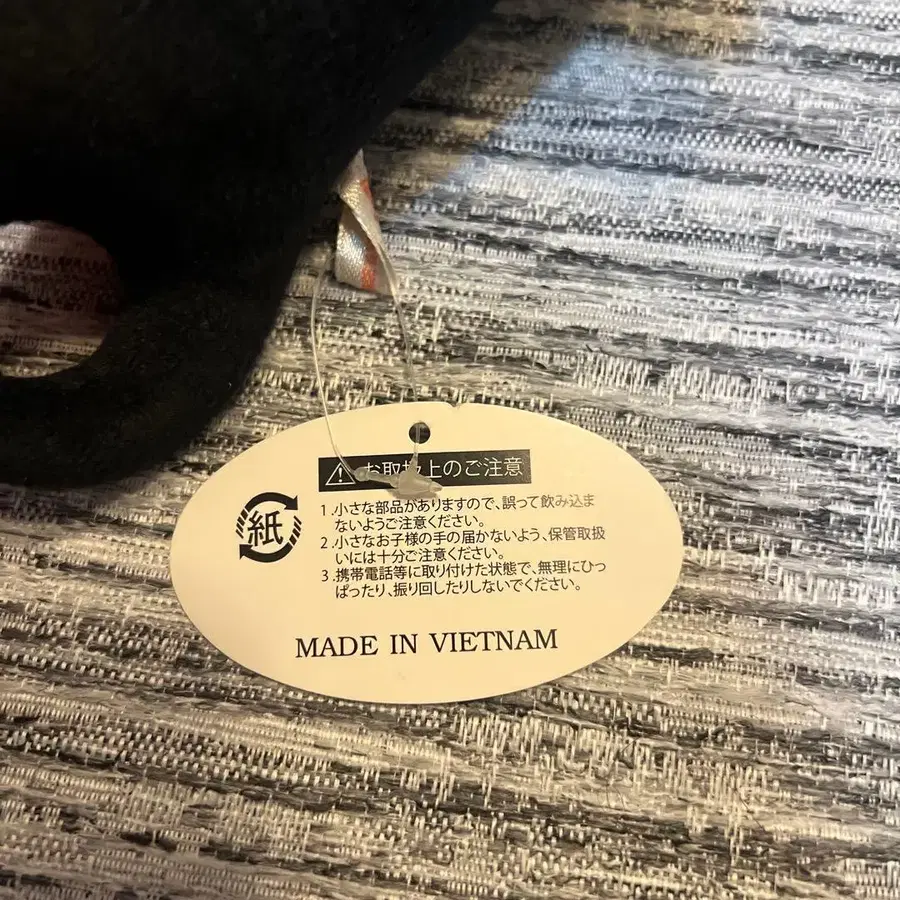 お取扱上のご注意
1.小さな部品がありますので、誤って飲み込ま
ないようご注意ください。
2.小さなお子様の手の届かないよう、保管取扱
いには十分ご注意ください。
3.携帯電話等に取り付けた状態で、無理にひっ
ぱったり、振り回したりしないでください。
紙
MADE IN VIETNAM